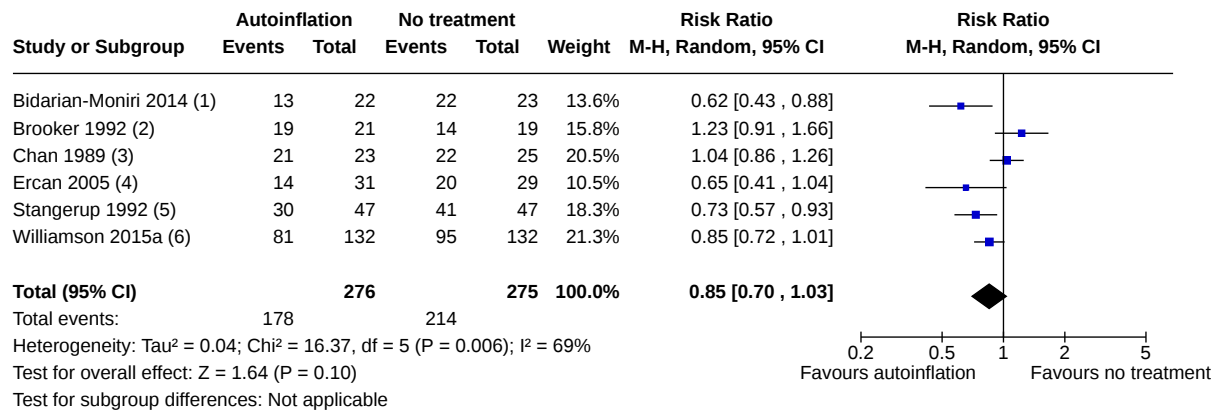 Autoinflation No treatment Risk Ratio Risk Ratio
Study or Subgroup Events Total Events Total Weight M-H, Random, 95% CI M-H, Random, 95% CI
Bidarian-Moniri 2014 (1) 13 22 22 23 13.6% 0.62 [0.43 , 0.88]
Brooker 1992 (2) 19 21 14 19 15.8% 1.23 [0.91 , 1.66]
Chan 1989 (3) 21 23 22 25 20.5% 1.04 [0.86 , 1.26]
Ercan 2005 (4) 14 31 20 29 10.5% 0.65 [0.41 , 1.04]
Stangerup 1992 (5) 30 47 41 47 18.3% 0.73 [0.57 , 0.93]
Williamson 2015a (6) 81 132 95 132 21.3% 0.85 [0.72 , 1.01]
Total (95% CI) 276 275 100.0% 0.85 [0.70 , 1.03]
Total events: 178 214
Heterogeneity: Tau² = 0.04; Chi² = 16.37, df = 5 (P = 0.006); I² = 69%
0.2 0.5 1 2 5
Test for overall effect: Z = 1.64 (P = 0.10) Favours autoinflation Favours no treatment
Test for subgroup differences: Not applicable